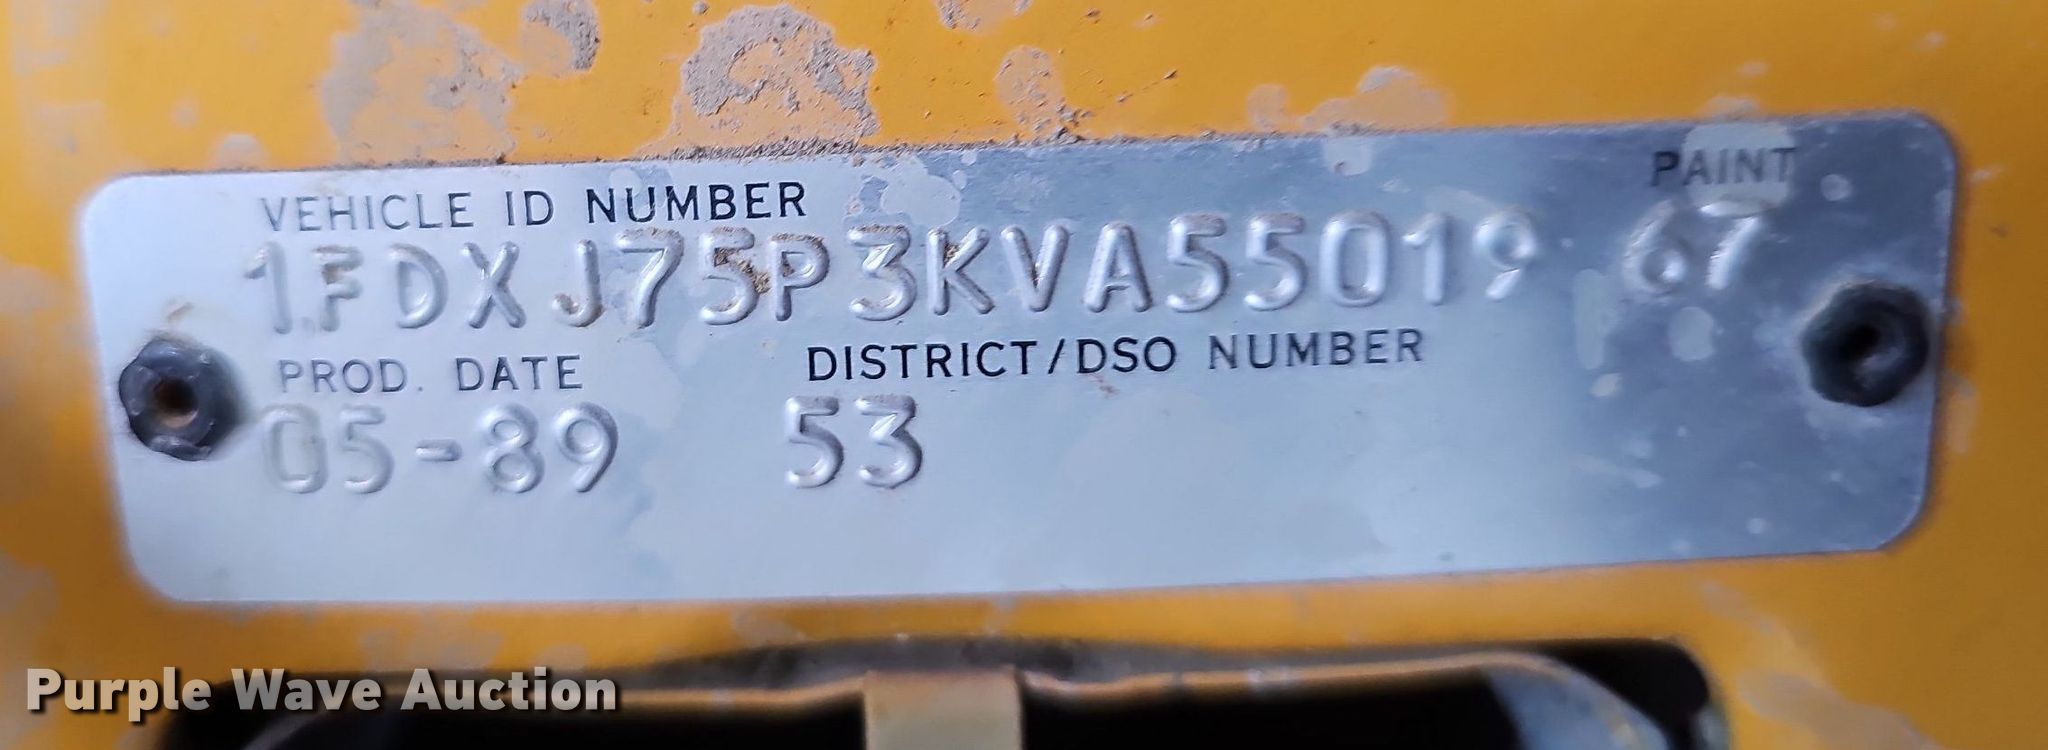 PAINT
VEHICLE ID NUMBER
1FDXJ75P3KVA55019 67
PROD. DATE DISTRICT/DSO NUMBER
05-89 53
Purple Wave Auction